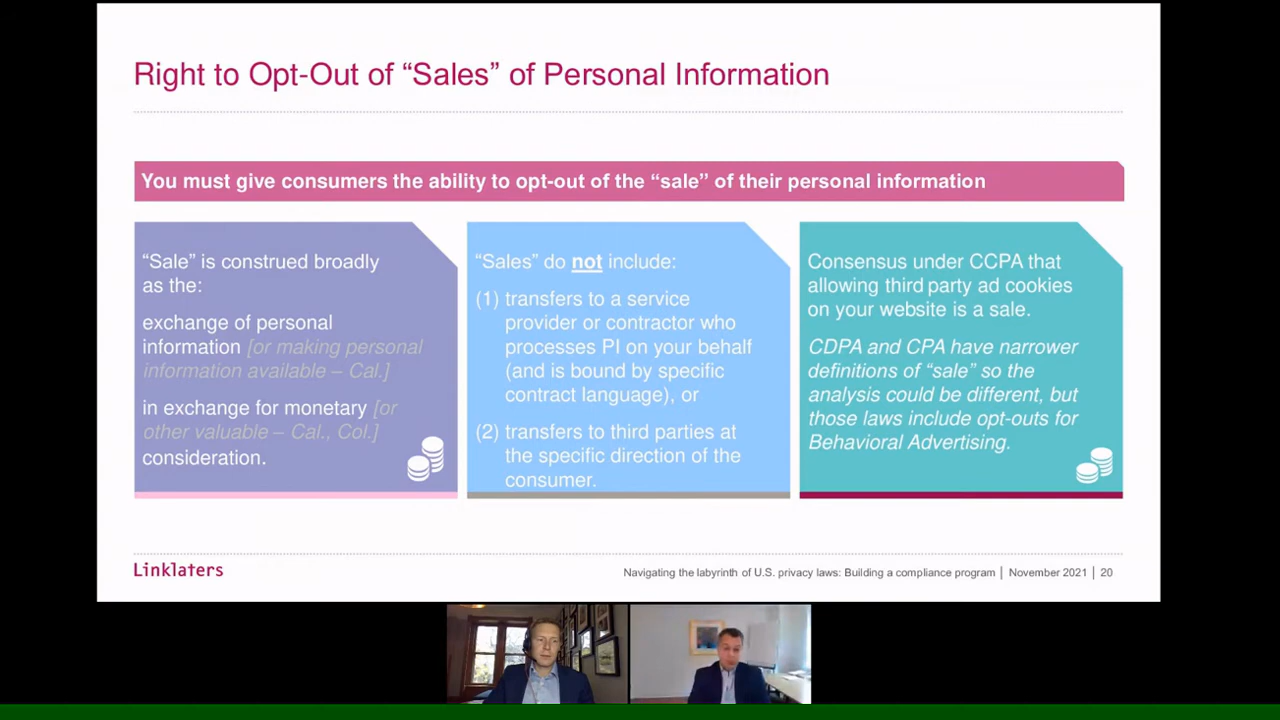 Right to Opt-Out of “Sales” of Personal Information
You must give consumers the ability to opt-out of the “sale” of their personal information
“Sale” is construed broadly
as the:
exchange of personal
information [or making personal
information available – Cal.]
in exchange for monetary [or
other valuable – Cal., Col.]
consideration.
“Sales” do not include:
(1) transfers to a service
provider or contractor who
processes PI on your behalf
(and is bound by specific
contract language), or
(2) transfers to third parties at
the specific direction of the
consumer.
Consensus under CCPA that
allowing third party ad cookies
on your website is a sale.
CDPA and CPA have narrower
definitions of “sale” so the
analysis could be different, but
those laws include opt-outs for
Behavioral Advertising.
Linklaters
Navigating the labyrinth of U.S. privacy laws: Building a compliance program | November 2021 | 20